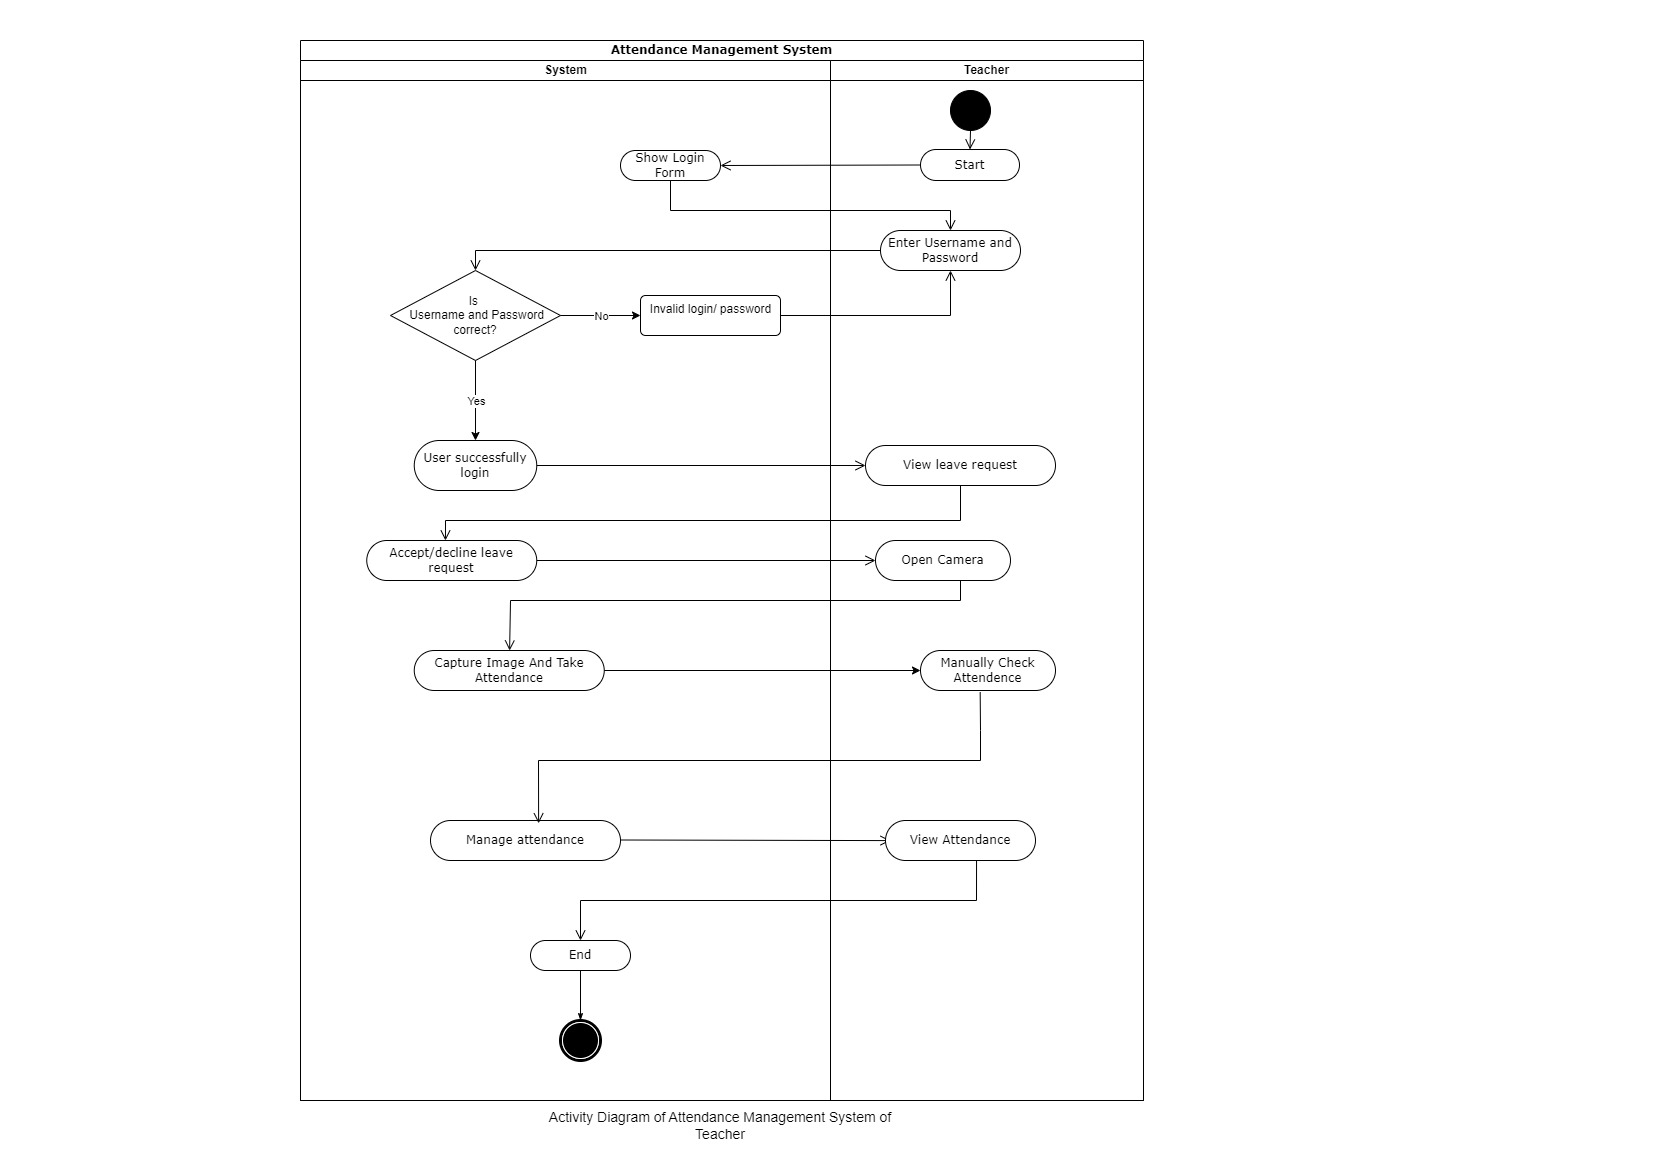 Attendance Management System
System
Teacher
Show Login
Form
Start
Enter Username and
Password
Is
Username and Password
correct?
No
Invalid login/ password
Yes
User successfully
login
View leave request
Accept/decline leave
request
Open Camera
Capture Image And Take
Attendance
Manually Check
Attendence
Manage attendance
View Attendance
End
Activity Diagram of Attendance Management System of
Teacher